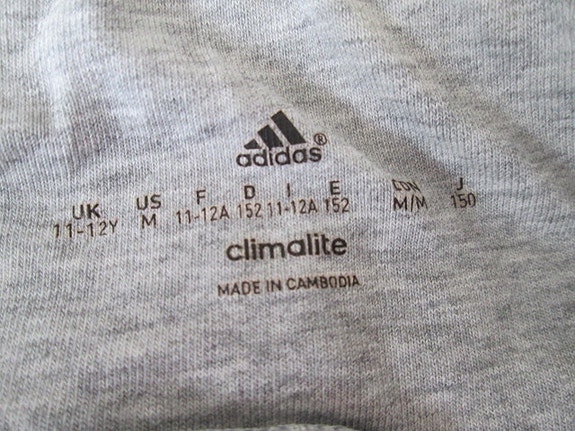 adidas®
UK US F D I E CDN J
11-12Y M 11-12A 152 11-12A 152 M/M 150
climalite
MADE IN CAMBODIA